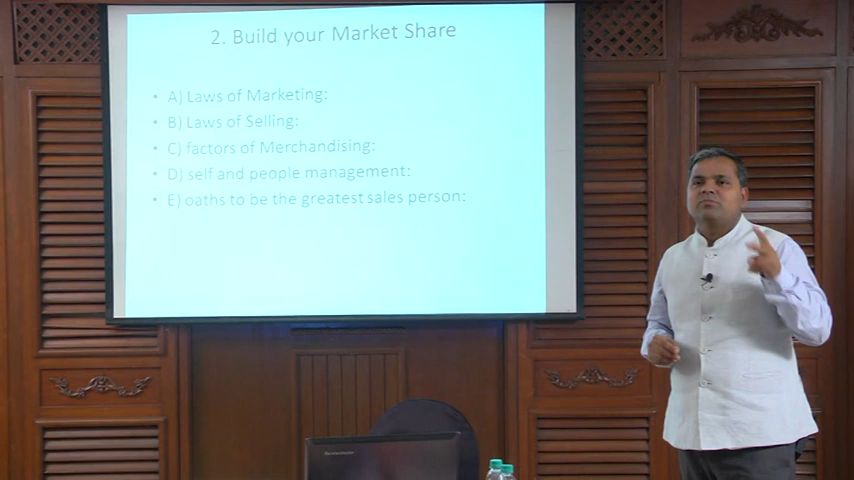 2. Build your Market Share
• A) Laws of Marketing:
• B) Laws of Selling:
• C) factors of Merchandising:
• D) self and people management:
• E) oaths to be the greatest sales person: